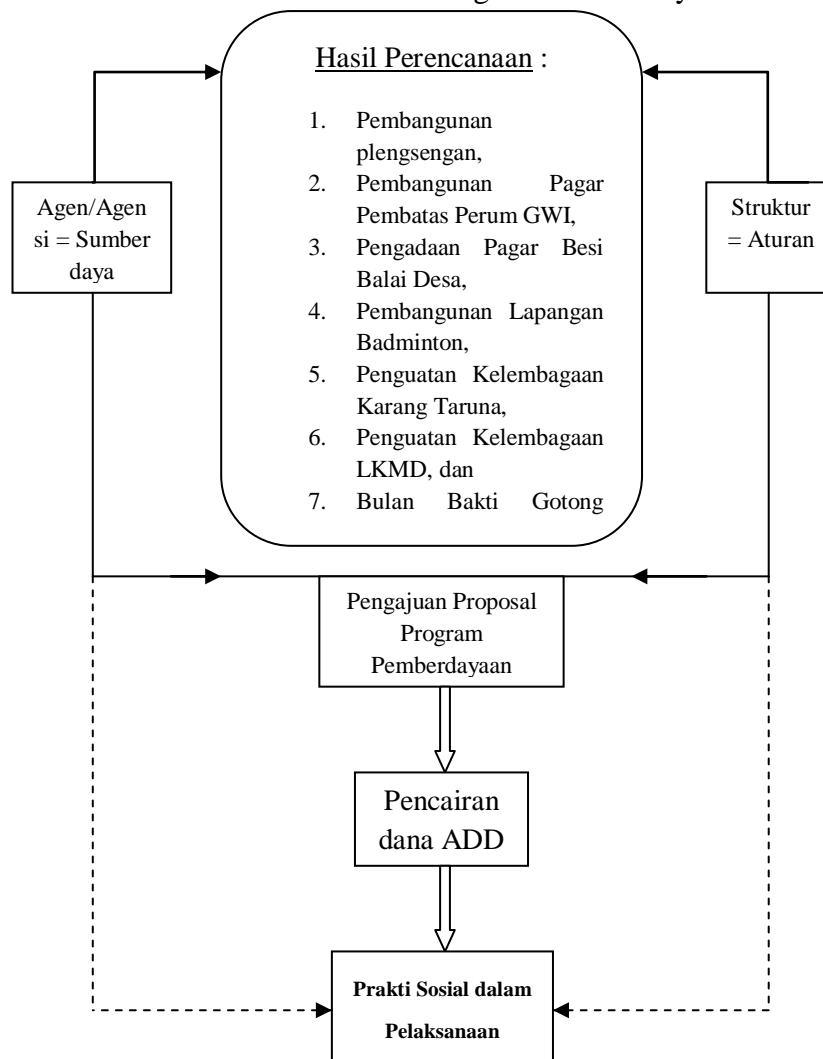 Hasil Perencanaan :
1. Pembangunan
plengsengan,
2. Pembangunan Pagar
Pembatas Perum GWI,
3. Pengadaan Pagar Besi
Balai Desa,
4. Pembangunan Lapangan
Badminton,
5. Penguatan Kelembagaan
Karang Taruna,
6. Penguatan Kelembagaan
LKMD, dan
7. Bulan Bakti Gotong
Agen/Agen
si = Sumber
daya
Struktur
= Aturan
Pengajuan Proposal
Program
Pemberdayaan
Pencairan
dana ADD
Prakti Sosial dalam
Pelaksanaan